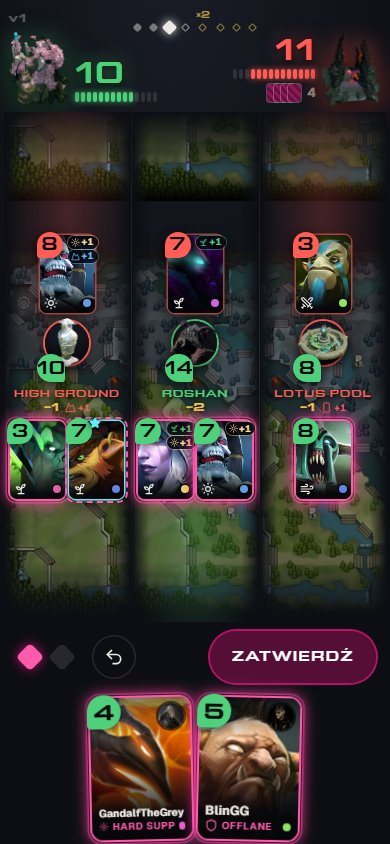 v1
x2
10
11
4
8
+1
+1
7
+1
3
10
14
8
HIGH GROUND
ROSHAN
LOTUS POOL
-1 +1
-2
-1 +1
3
7
7
+1
+1
7
+1
8
ZATWIERDŹ
4
5
GandalfTheGrey
BlinGG
HARD SUPP
OFFLANE